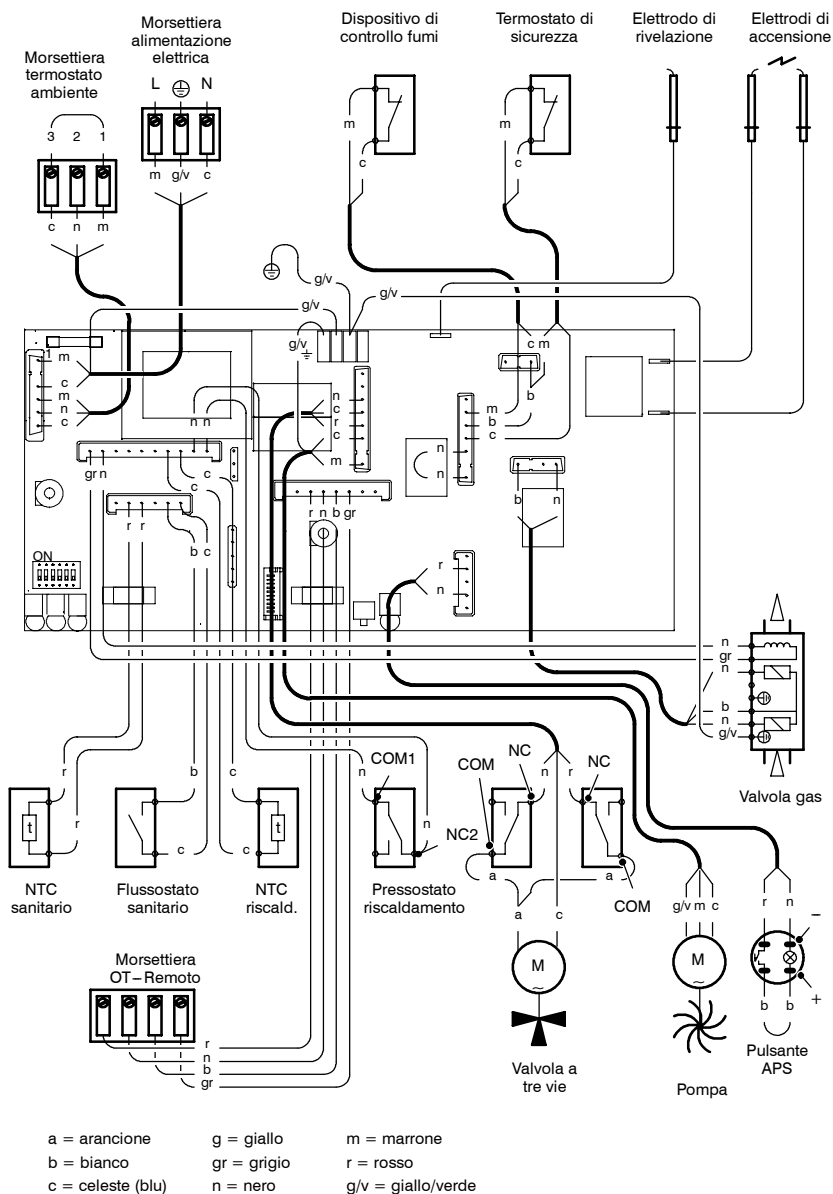 Morsettiera
termostato
ambiente
3 2 1
c n m
Morsettiera
alimentazione
elettrica
L N
m g/v c
Dispositivo di
controllo fumi
m
c
Termostato di
sicurezza
m
c
Elettrodo di
rivelazione
Elettrodi di
accensione
g/v
g/v
g/v
g/v
c m
1 m
c
m
n
c
n n
n
c
r
c
m
b
m
b
c
n
n
gr n
c
c
r r
b c
r n b gr
b n
r
n
ON
n
gr
n
b
n
g/v
Valvola gas
r
r
NTC
sanitario
b
c
Flussostato
sanitario
c
c
NTC
riscald.
n
COM1
n
NC2
Pressostato
riscaldamento
COM
NC
n
r
NC
a
a
COM
a c
M
~
Valvola a
tre vie
g/v m c
M
~
Pompa
r n
–
+
b b
Pulsante
APS
Morsettiera
OT–Remoto
r
n
b
gr
a = arancione g = giallo m = marrone
b = bianco gr = grigio r = rosso
c = celeste (blu) n = nero g/v = giallo/verde
t
t